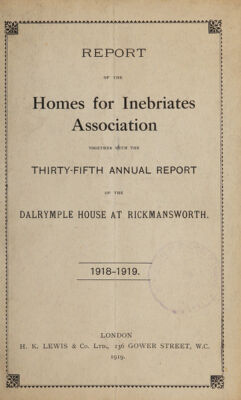 REPORT
OF THE
Homes for Inebriates
Association
TOGETHER WITH THE
THIRTY-FIFTH ANNUAL REPORT
OF THE
DALRYMPLE HOUSE AT RICKMANSWORTH.
1918-1919.
LONDON
H. K. LEWIS & Co. LTD., 136 GOWER STREET, W.C.
1919.